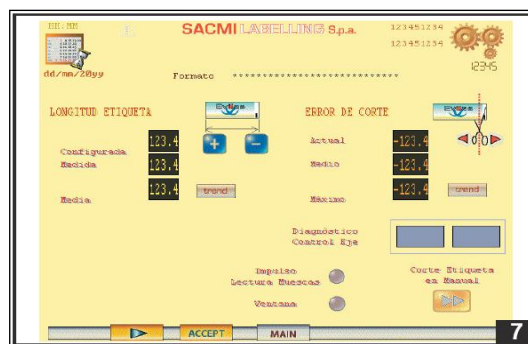 HH:MM
SACMI LABELLING S.p.a.
123451234
123451234
12345
dd/mm/20yy
Formato ****************************
LONGITUD ETIQUETA
ERROR DE CORTE
Configurada
123.4
Medida
123.4
Media
123.4
trend
+
-
Actual
-123.4
Medio
-123.4
Máximo
-123.4
trend
Diagnóstico
Control Eje
Impulso
Lectura Muescas
Ventana
Corte Etiqueta
en Manual
ACCEPT
MAIN
7